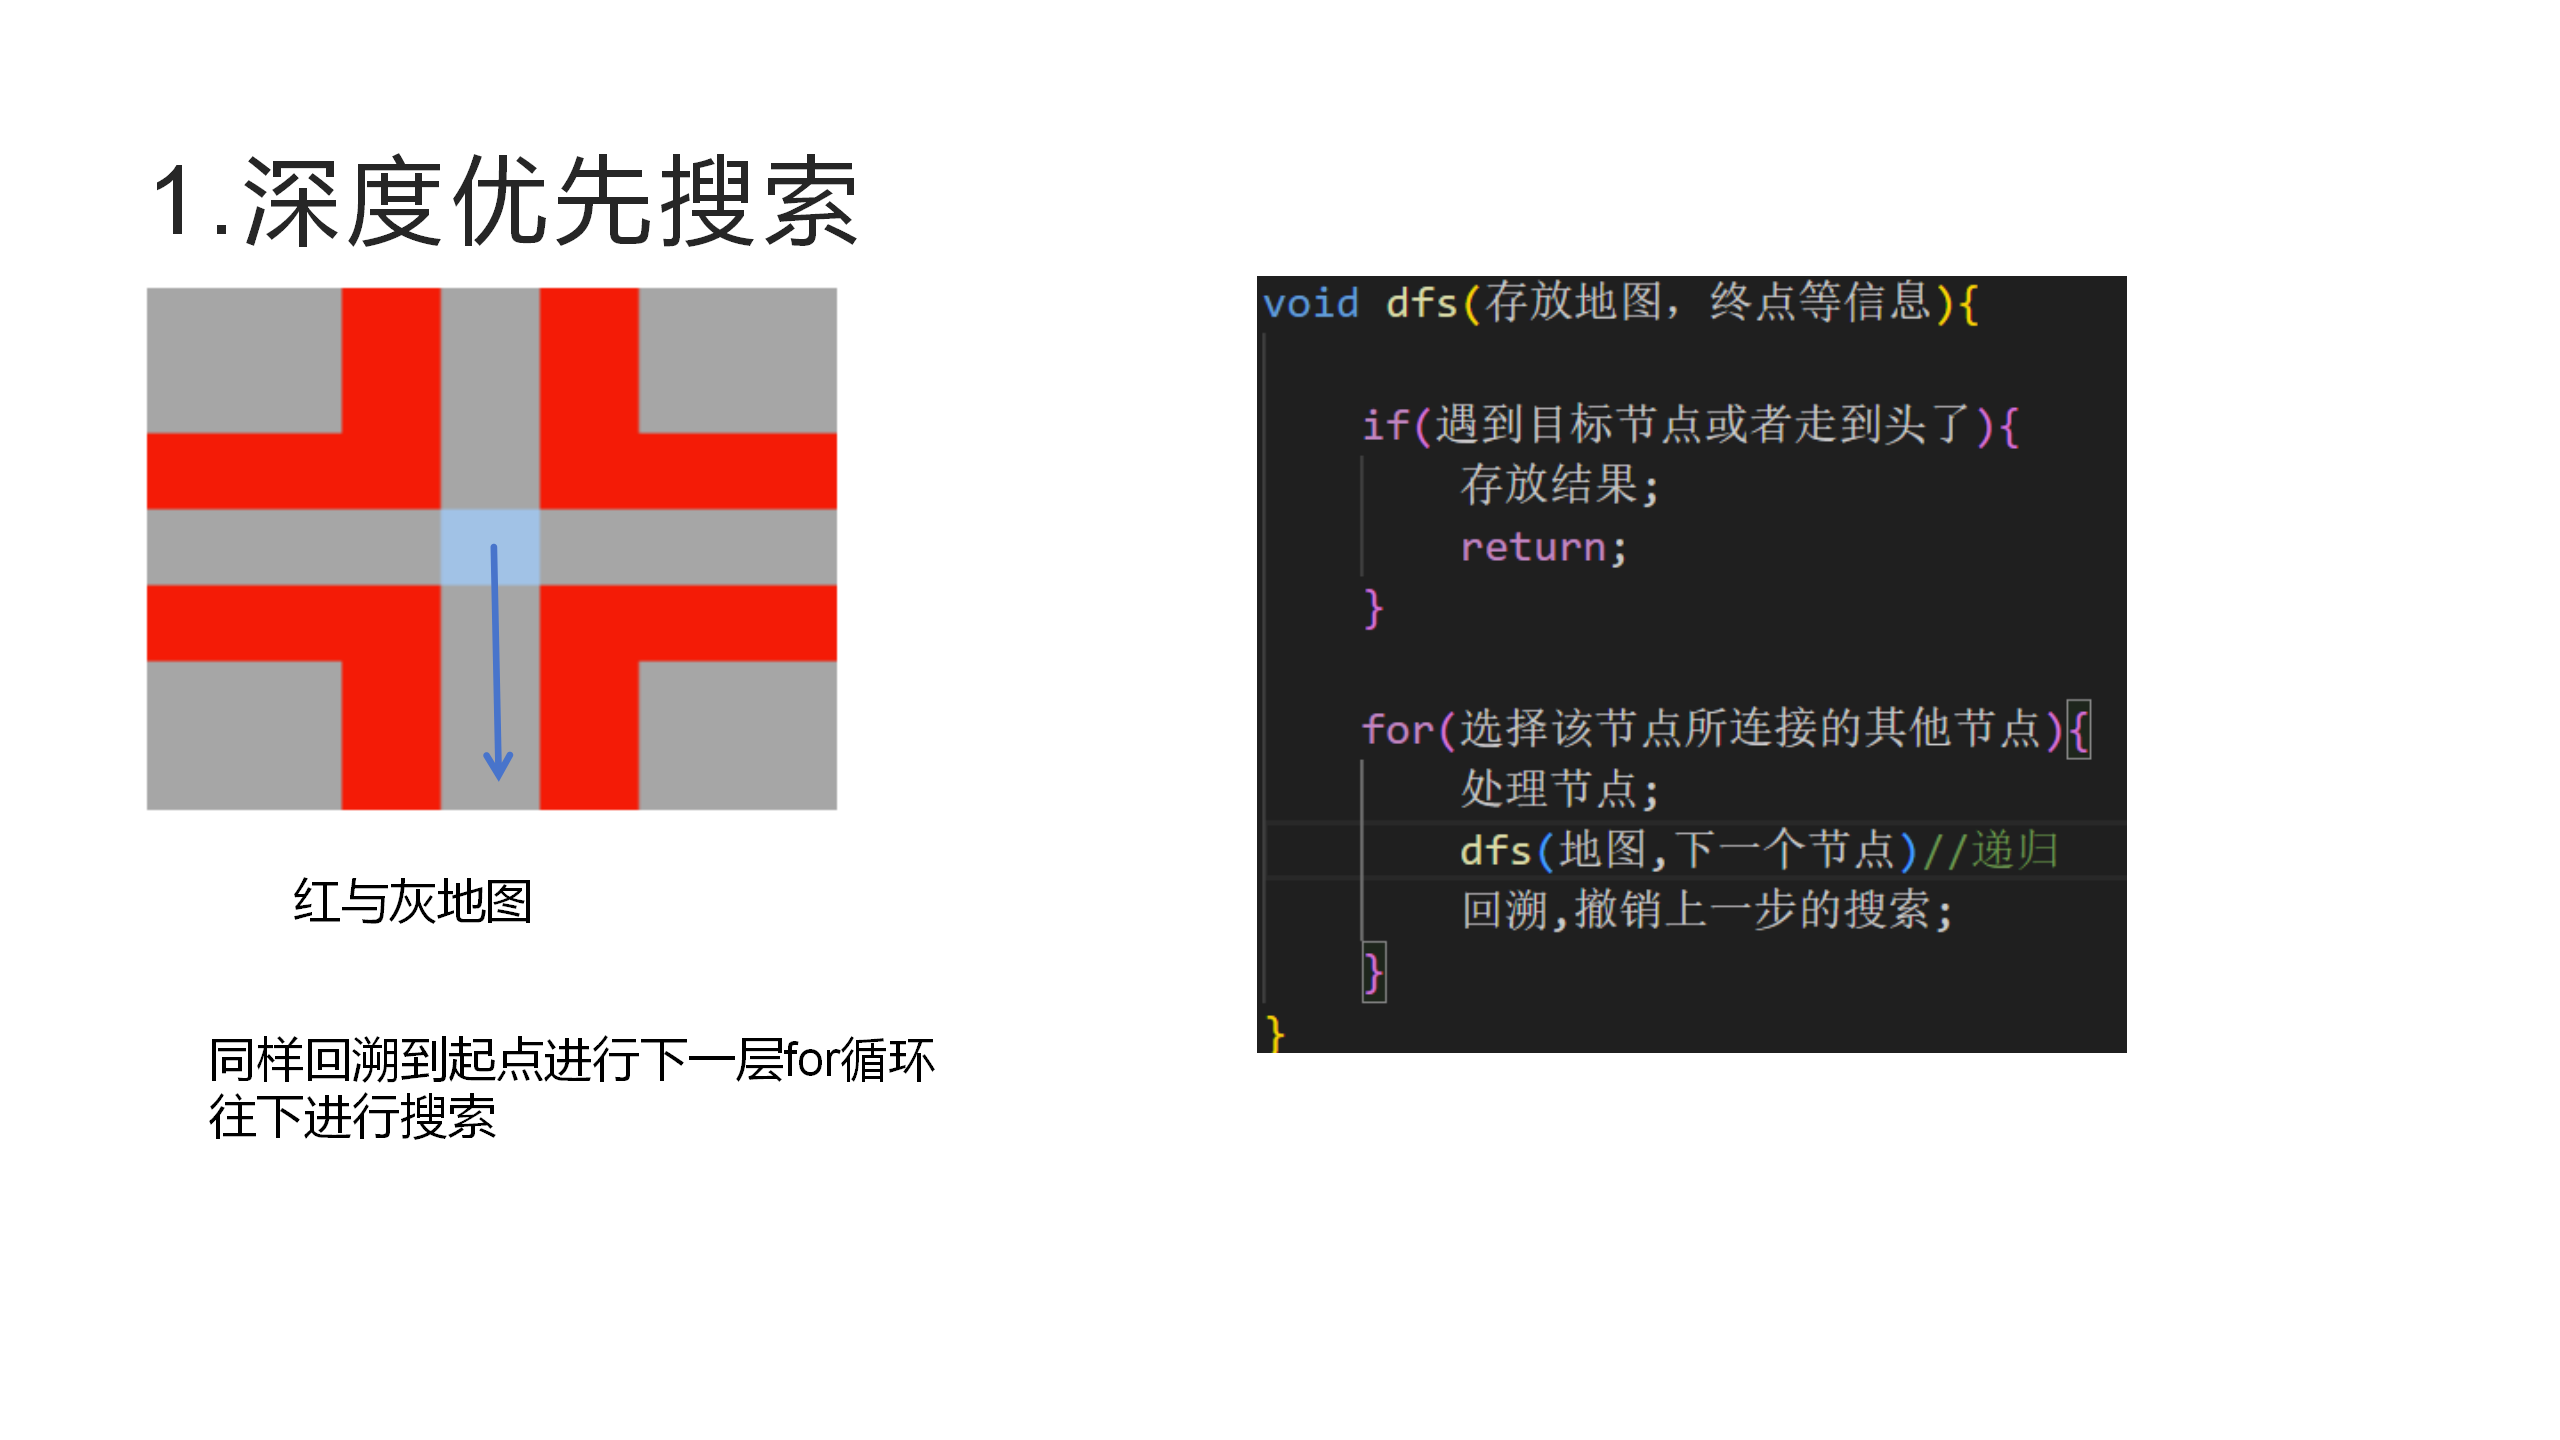 1.深度优先搜索
红与灰地图
同样回溯到起点进行下一层for循环
往下进行搜索
void dfs(存放地图，终点等信息){
if(遇到目标节点或者走到头了){
存放结果;
return;
}
for(选择该节点所连接的其他节点){
处理节点;
dfs(地图,下一个节点)//递归
回溯,撤销上一步的搜索;
}
}